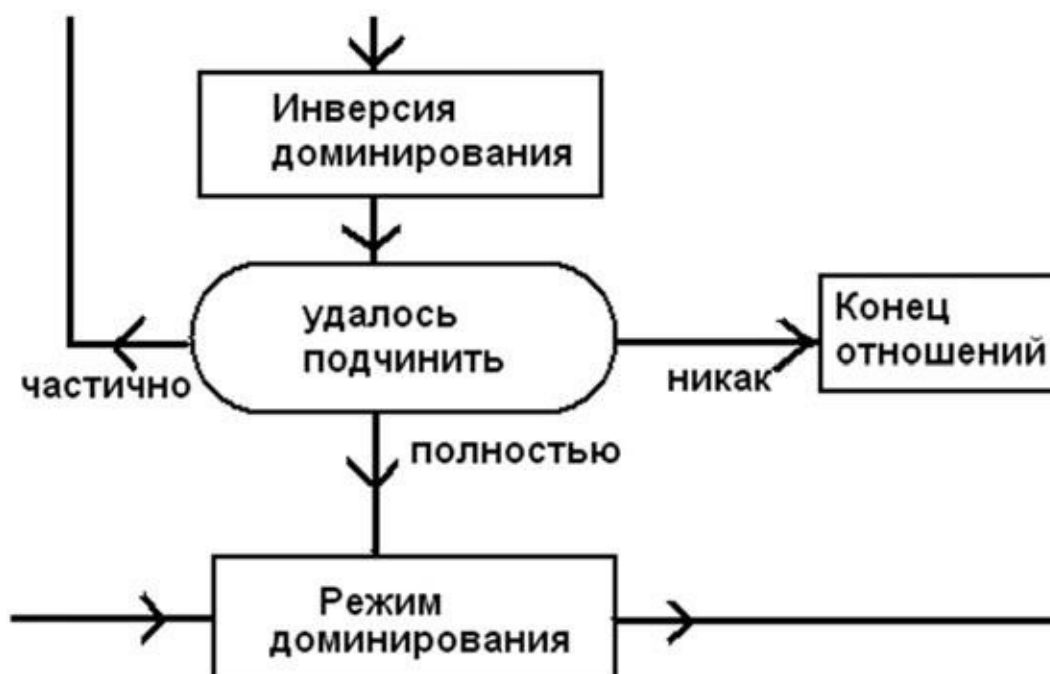 Инверсия
доминирования
удалось
подчинить
Конец
отношений
частично
никак
полностью
Режим
доминирования